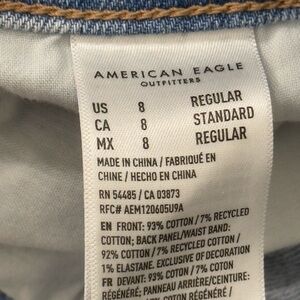 AMERICAN EAGLE
OUTFITTERS
US 8 REGULAR
CA 8 STANDARD
MX 8 REGULAR
MADE IN CHINA / FABRIQUÉ EN
CHINE / HECHO EN CHINA
RN 54485 / CA 03873
RFC# AEM120605U9A
EN FRONT: 93% COTTON / 7% RECYCLED
COTTON; BACK PANEL/WAIST BAND:
92% COTTON / 7% RECYCLED COTTON /
1% ELASTANE. EXCLUSIVE OF DECORATION
FR DEVANT: 93% COTON / 7% COTON
RÉGÉNÉRÉ; PANNEAU ARRIÈRE/CEINTURE: